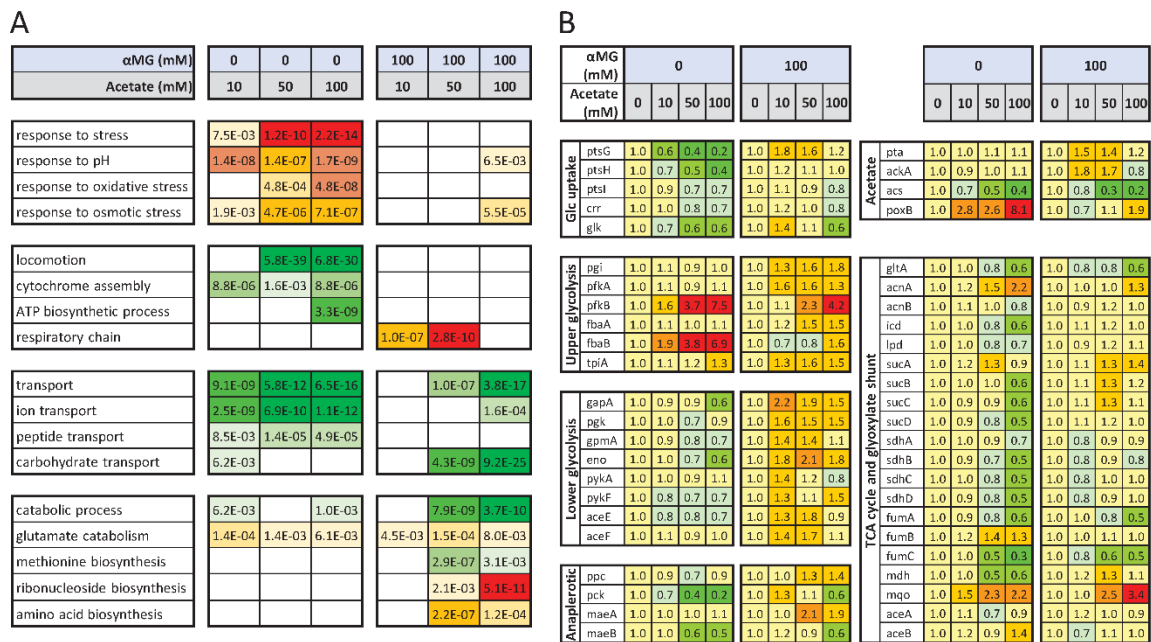 A
αMG (mM) 0 0 0 100 100 100
Acetate (mM) 10 50 100 10 50 100
response to stress 7.5E-03 1.2E-10 2.2E-14
response to pH 1.4E-08 1.4E-07 1.7E-09 6.5E-03
response to oxidative stress 4.8E-04 4.8E-08
response to osmotic stress 1.9E-03 4.7E-06 7.1E-07 5.5E-05
locomotion 5.8E-39 6.8E-30
cytochrome assembly 8.8E-06 1.6E-03 8.8E-06
ATP biosynthetic process 3.3E-09
respiratory chain 1.0E-07 2.8E-10
transport 9.1E-09 5.8E-12 6.5E-16 1.0E-07 3.8E-17
ion transport 2.5E-09 6.9E-10 1.1E-12 1.6E-04
peptide transport 8.5E-03 1.4E-05 4.9E-05
carbohydrate transport 6.2E-03 4.3E-09 9.2E-25
catabolic process 6.2E-03 1.0E-03 7.9E-09 3.7E-10
glutamate catabolism 1.4E-04 1.4E-03 6.1E-03 4.5E-03 1.5E-04 8.0E-03
methionine biosynthesis 2.9E-07 3.1E-03
ribonucleoside biosynthesis 2.1E-03 5.1E-11
amino acid biosynthesis 2.2E-07 1.2E-04
B
αMG (mM) 0 100
Acetate (mM) 0 10 50 100 0 10 50 100
Glc uptake
ptsG 1.0 0.6 0.4 0.2 1.0 1.8 1.6 1.2
ptsH 1.0 0.7 0.5 0.4 1.0 1.2 1.1 1.0
ptsI 1.0 0.9 0.7 0.7 1.0 1.1 0.9 0.8
crr 1.0 1.0 0.8 0.7 1.0 1.2 1.0 0.8
glk 1.0 0.7 0.6 0.6 1.0 1.4 1.1 0.6
Upper glycolysis
pgi 1.0 1.1 0.9 1.0 1.0 1.3 1.6 1.8
pfkA 1.0 1.1 0.9 1.1 1.0 1.6 1.6 1.3
pfkB 1.0 1.6 3.7 7.5 1.0 1.1 2.3 4.2
fbaA 1.0 1.1 1.0 1.1 1.0 1.2 1.5 1.5
fbaB 1.0 1.9 3.8 6.9 1.0 0.7 0.8 1.6
tpiA 1.0 1.1 1.2 1.3 1.0 1.3 1.6 1.5
Lower glycolysis
gapA 1.0 0.9 0.9 0.6 1.0 2.2 1.9 1.5
pgk 1.0 1.0 0.7 0.9 1.0 1.6 1.5 1.5
gpmA 1.0 0.9 0.8 0.7 1.0 1.4 1.4 1.1
eno 1.0 1.0 0.7 0.6 1.0 1.8 2.1 1.8
pykA 1.0 1.0 0.9 1.1 1.0 1.4 1.2 0.8
pykF 1.0 0.8 0.7 0.7 1.0 1.3 1.1 1.5
aceE 1.0 0.8 0.8 0.7 1.0 1.4 1.8 0.9
aceF 1.0 1.1 0.9 1.0 1.0 1.4 1.7 1.1
Anaplerotic
ppc 1.0 0.9 0.7 0.9 1.0 1.0 1.3 1.4
pck 1.0 0.7 0.4 0.2 1.0 1.3 1.1 0.6
maeA 1.0 1.0 0.9 1.1 1.0 1.1 2.1 1.9
maeB 1.0 1.0 0.6 0.5 1.0 1.2 0.9 0.6
0 100
0 10 50 100 0 10 50 100
Acetate
pta 1.0 1.0 1.1 1.1 1.0 1.5 1.4 1.2
ackA 1.0 0.9 1.0 1.1 1.0 1.8 1.7 0.8
acs 1.0 0.7 0.5 0.4 1.0 0.8 0.3 0.2
poxB 1.0 2.8 2.6 8.1 1.0 0.7 1.1 1.9
TCA cycle and glyoxylate shunt
gltA 1.0 1.0 0.8 0.6 1.0 0.8 0.8 0.6
acnA 1.0 1.2 1.5 2.2 1.0 1.0 1.0 1.3
acnB 1.0 1.1 1.0 0.8 1.0 1.2 1.2 1.0
icd 1.0 1.0 0.8 0.6 1.0 1.1 1.2 1.0
lpd 1.0 1.0 0.8 0.7 1.0 0.9 1.2 1.1
sucA 1.0 1.2 1.3 0.9 1.0 1.1 1.3 1.4
sucB 1.0 1.0 1.0 0.6 1.0 1.1 1.3 1.2
sucC 1.0 1.2 0.9 0.6 1.0 1.1 1.3 1.1
sucD 1.0 1.0 0.8 0.5 1.0 1.1 1.2 1.0
sdhA 1.0 1.0 0.9 0.7 1.0 0.8 0.9 0.9
sdhB 1.0 0.9 0.7 0.5 1.0 0.8 0.9 0.8
sdhC 1.0 1.0 0.8 0.5 1.0 0.8 1.0 1.0
sdhD 1.0 0.9 0.8 0.5 1.0 0.8 0.9 1.0
fumA 1.0 0.9 0.8 0.6 1.0 1.0 0.8 0.5
fumB 1.0 1.2 1.4 1.3 1.0 0.9 1.2 0.9
fumC 1.0 1.0 0.5 0.3 1.0 0.8 0.6 0.5
mdh 1.0 1.0 0.5 0.6 1.0 1.2 1.3 1.1
mqo 1.0 1.5 2.3 2.2 1.0 1.0 2.5 3.4
aceA 1.0 1.1 0.7 0.9 1.0 1.2 1.0 0.9
aceB 1.0 1.2 0.9 1.4 1.0 0.7 1.1 1.0